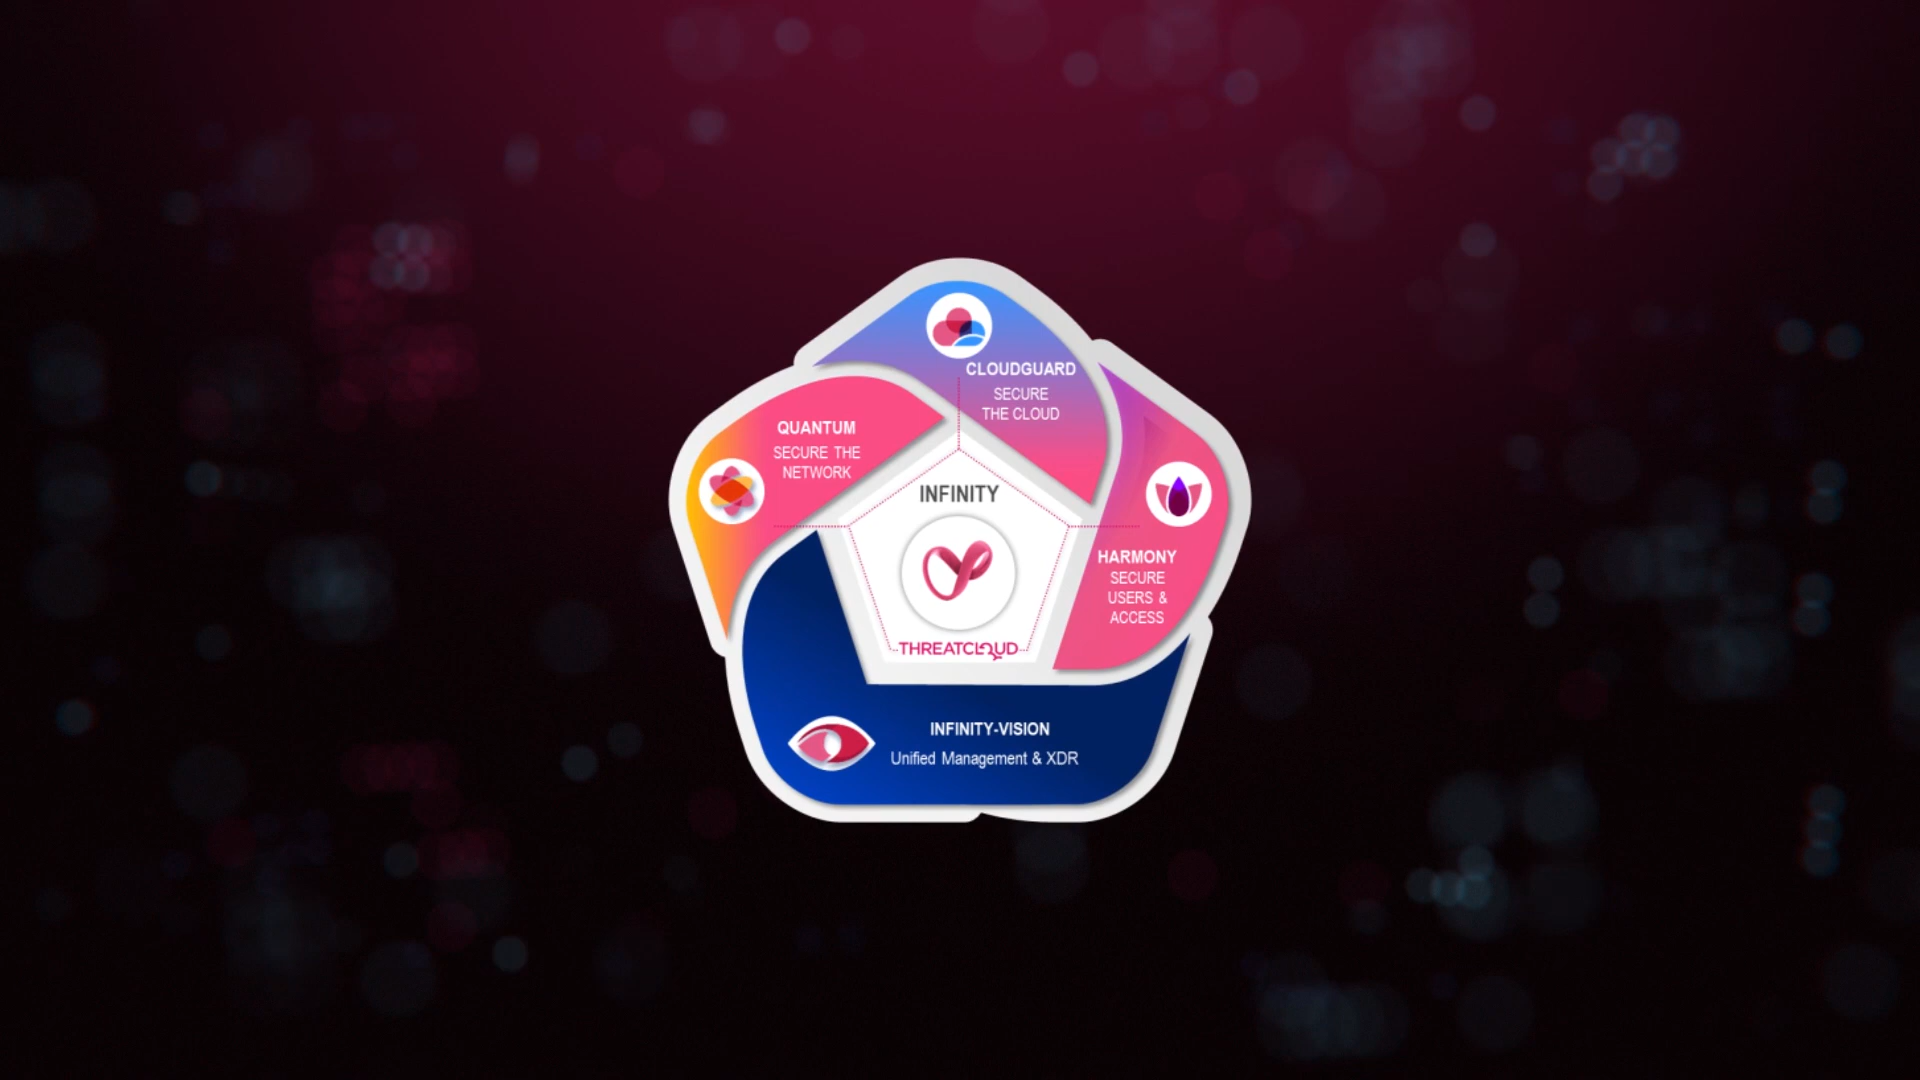 CLOUDGUARD
SECURE
THE CLOUD
QUANTUM
SECURE THE
NETWORK
INFINITY
HARMONY
SECURE
USERS &
ACCESS
THREATCLOUD
INFINITY-VISION
Unified Management & XDR